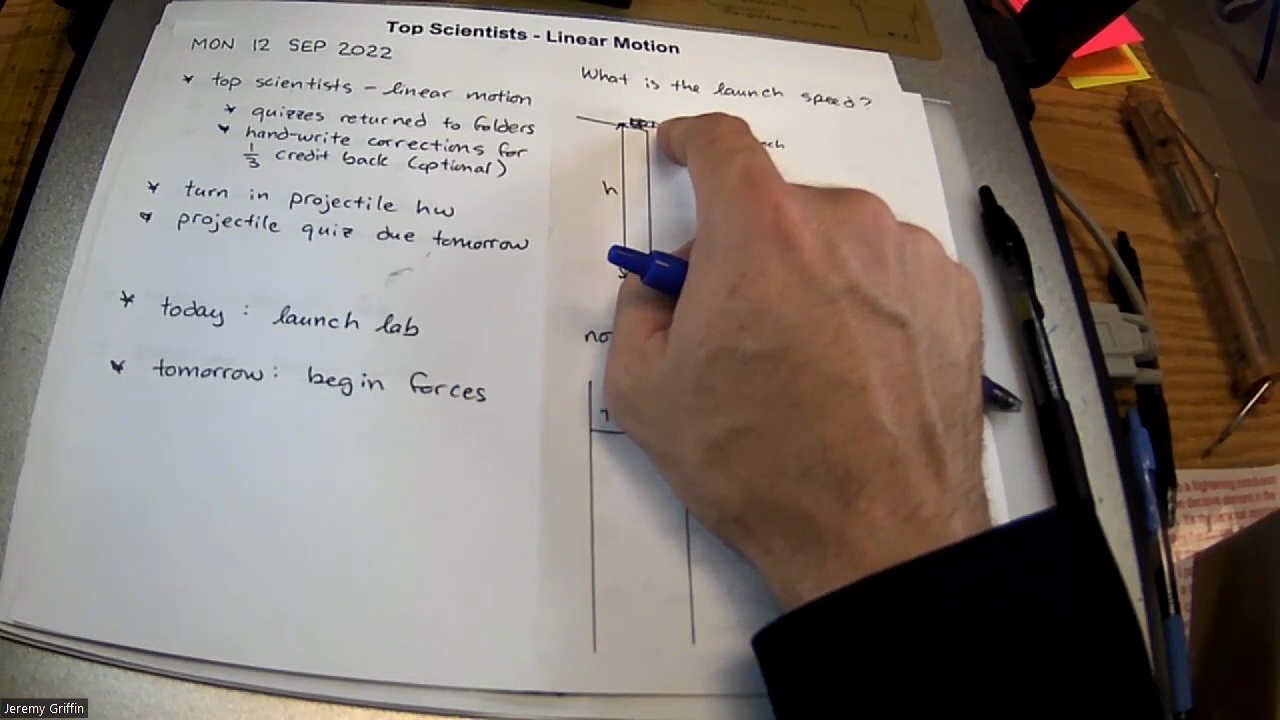 Top Scientists - Linear Motion
MON 12 SEP 2022
* top scientists - linear motion
* quizzes returned to folders
* hand-write corrections for
1/3 credit back (optional)
* turn in projectile hw
* projectile quiz due tomorrow
* today : launch lab
* tomorrow: begin forces
What is the launch speed?
h
Jeremy Griffin